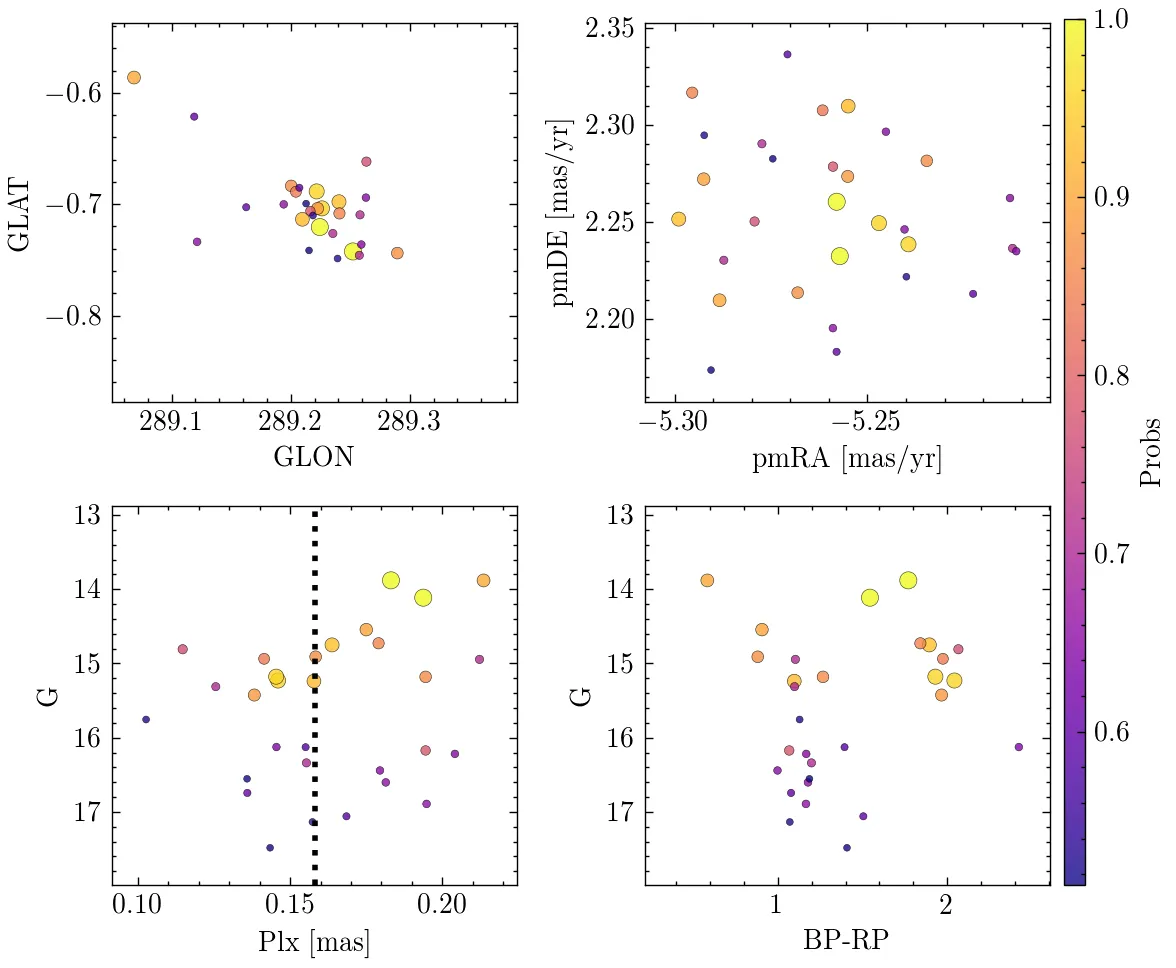 −0.6
−0.7
−0.8
GLAT
289.1 289.2 289.3
GLON
2.35
2.30
2.25
2.20
pmDE [mas/yr]
−5.30 −5.25
pmRA [mas/yr]
13
14
15
16
17
G
0.10 0.15 0.20
Plx [mas]
13
14
15
16
17
G
1 2
BP-RP
1.0
0.9
0.8
0.7
0.6
Probs